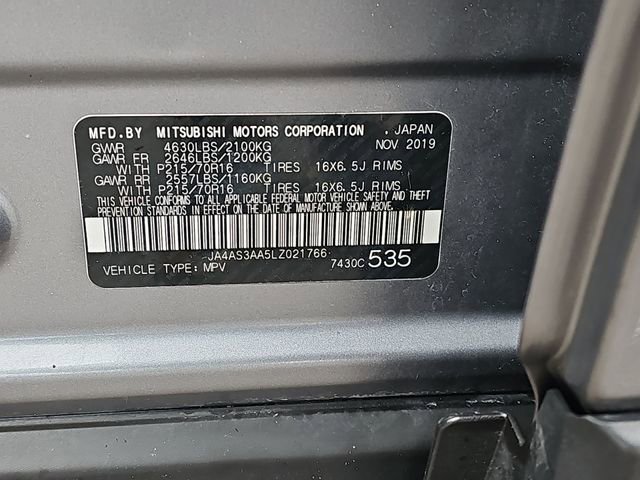 MFD.BY MITSUBISHI MOTORS CORPORATION . JAPAN
GVWR 4630LBS/2100KG NOV 2019
GAWR FR 2646LBS/1200KG
WITH P215/70R16 TIRES 16X6.5J RIMS
GAWR RR 2557LBS/1160KG
WITH P215/70R16 TIRES 16X6.5J RIMS
THIS VEHICLE CONFORMS TO ALL APPLICABLE FEDERAL MOTOR VEHICLE SAFETY, BUMPER, AND THEFT
PREVENTION STANDARDS IN EFFECT ON THE DATE OF MANUFACTURE SHOWN ABOVE.
JA4AS3AA5LZ021766
VEHICLE TYPE: MPV 7430C 535